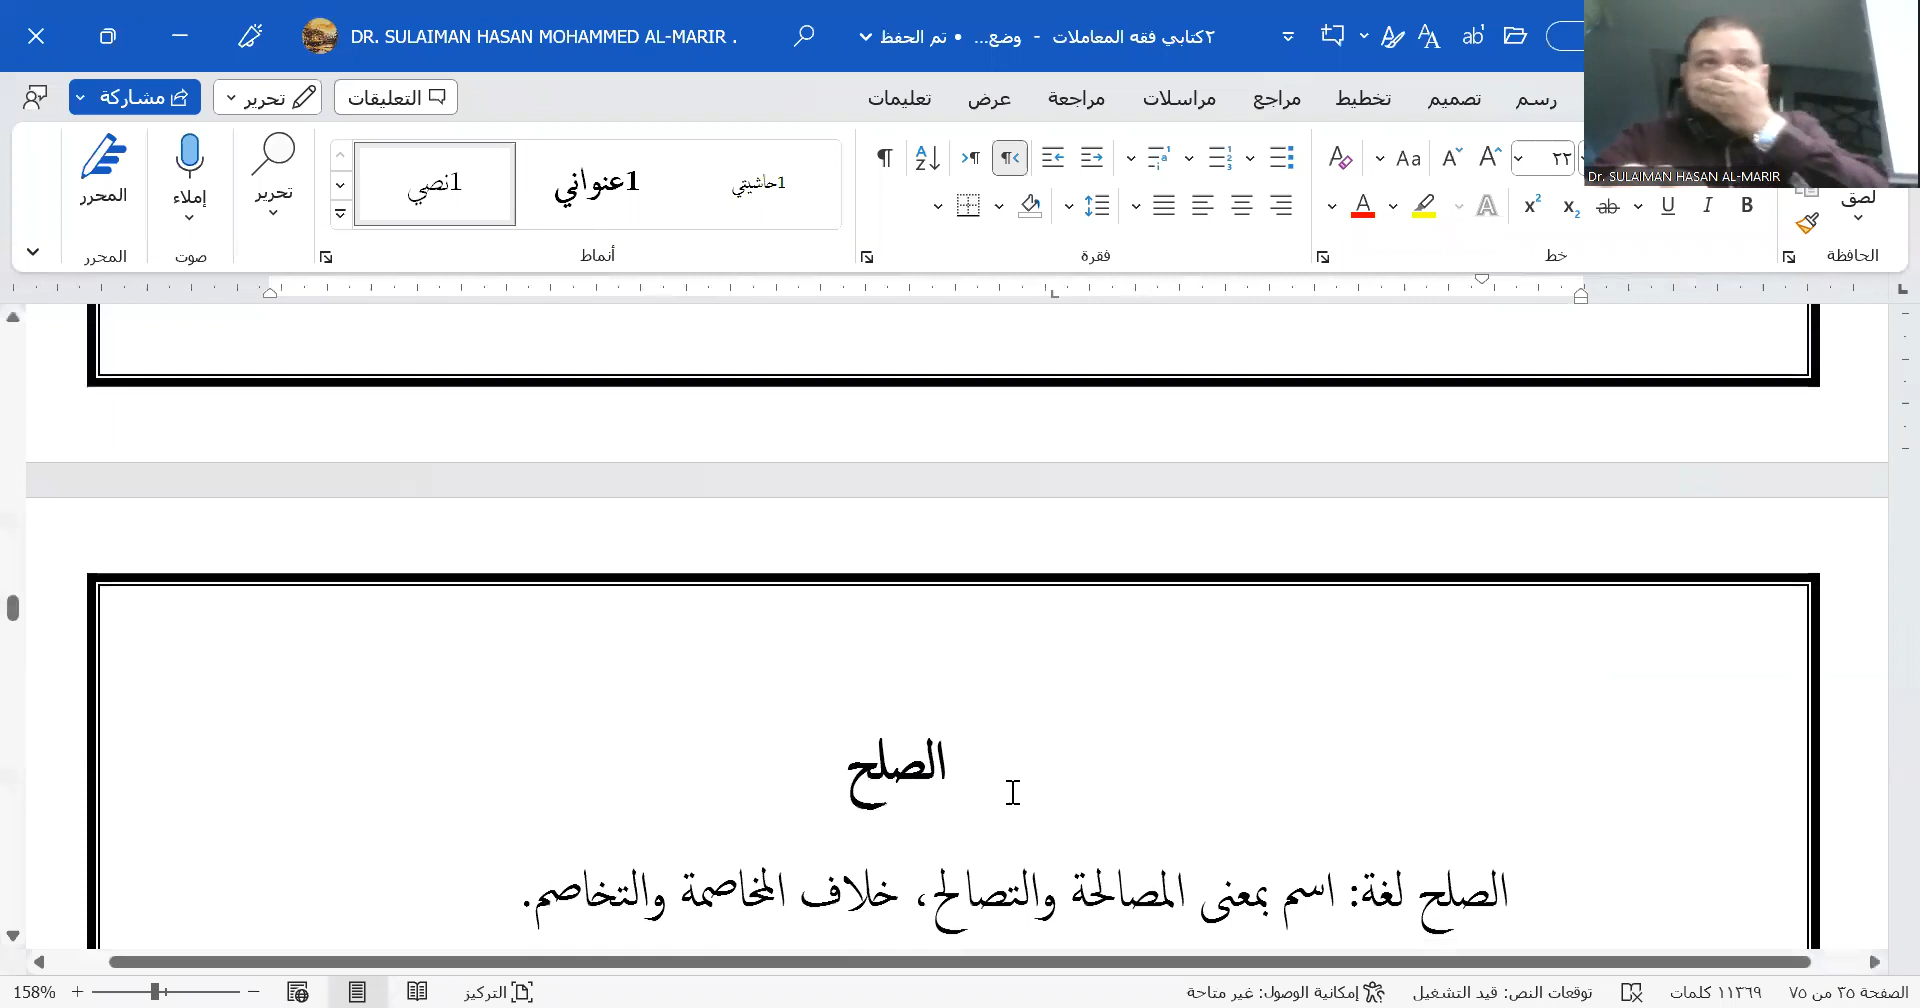 DR. SULAIMAN HASAN MOHAMMED AL-MARIR .
٢كتابي فقه المعاملات - وضع... • تم الحفظ
رسم تصميم تخطيط مراجع مراسلات مراجعة عرض تعليمات
التعليقات تحرير مشاركة
Dr. SULAIMAN HASAN AL-MARIR
٢٢
لصق
1حاشيتي 1عنواني 1نصي
تحرير إملاء المحرر
الحافظة خط فقرة أنماط صوت المحرر
الصلح
الصلح لغة: اسم بمعنى المصالحة والتصالح، خلاف المخاصمة والتخاصم.
الصفحة ٣٥ من ٧٥ ١١٣٦٩ كلمات توقعات النص: قيد التشغيل إمكانية الوصول: غير متاحة التركيز 158%